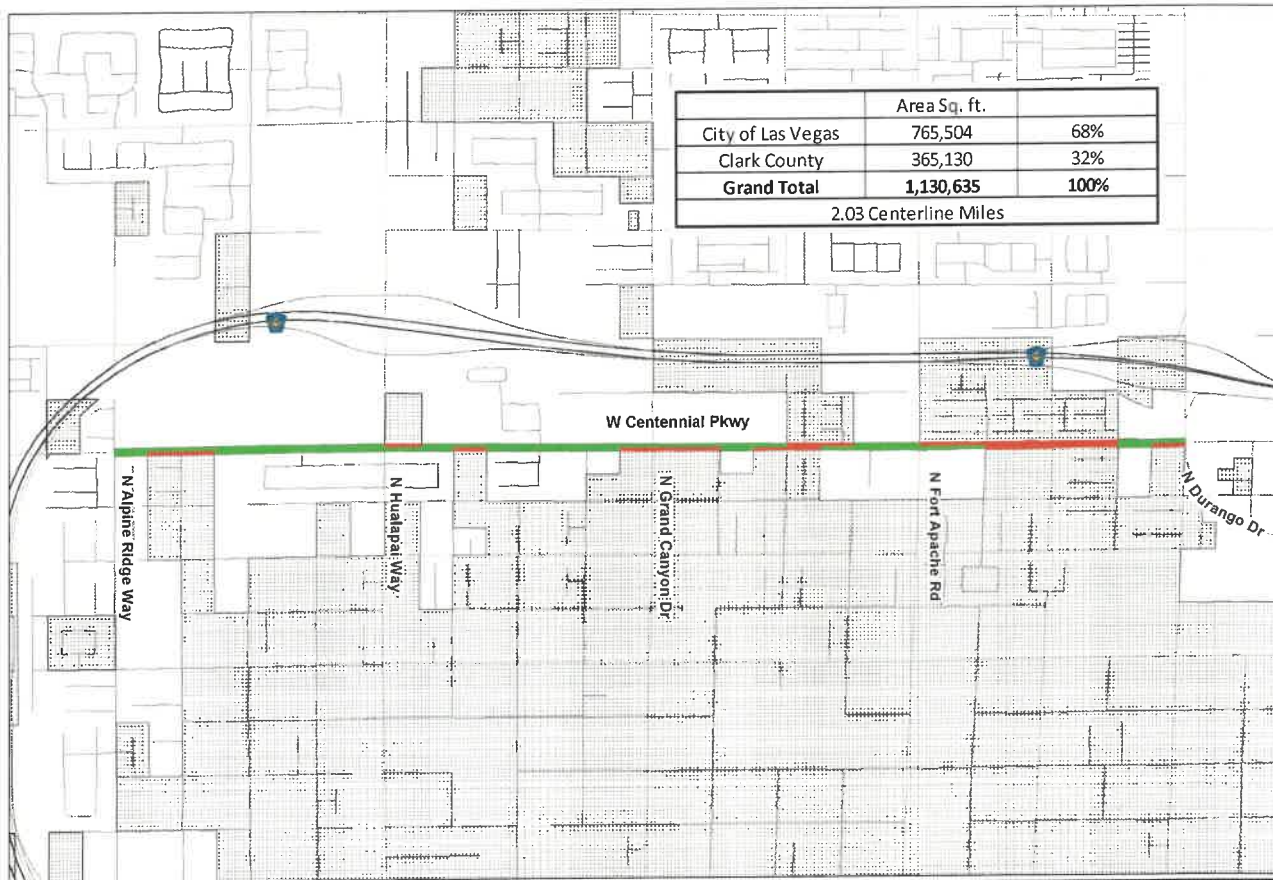 Area Sq. ft.
City of Las Vegas 765,504 68%
Clark County 365,130 32%
Grand Total 1,130,635 100%
2.03 Centerline Miles
W Centennial Pkwy
N Alpine Ridge Way
N Hualapai Way
N Grand Canyon Dr
N Fort Apache Rd
N Durango Dr